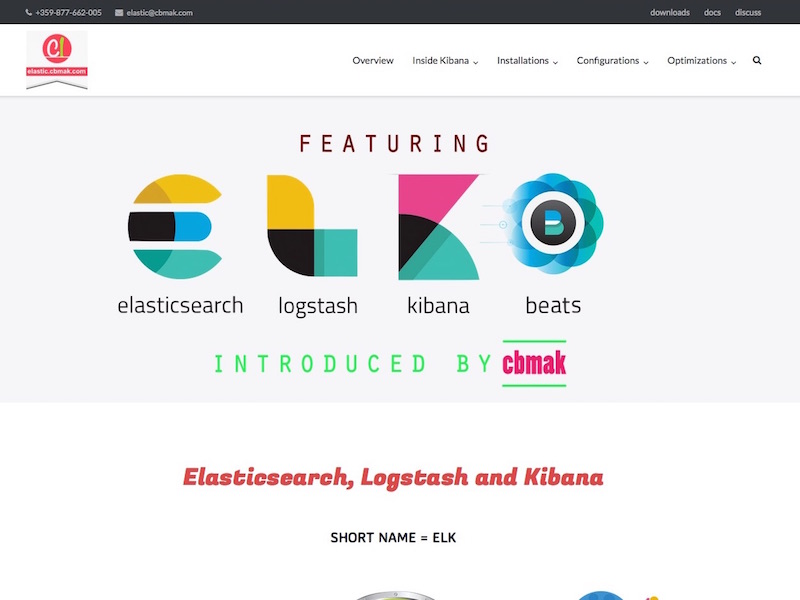 +359-877-662-005 elastic@cbmak.com downloads docs discuss
CL
elastic.cbmak.com
Overview Inside Kibana Installations Configurations Optimizations
FEATURING
B
elasticsearch logstash kibana beats
INTRODUCED BY cbmak
Elasticsearch, Logstash and Kibana
SHORT NAME = ELK